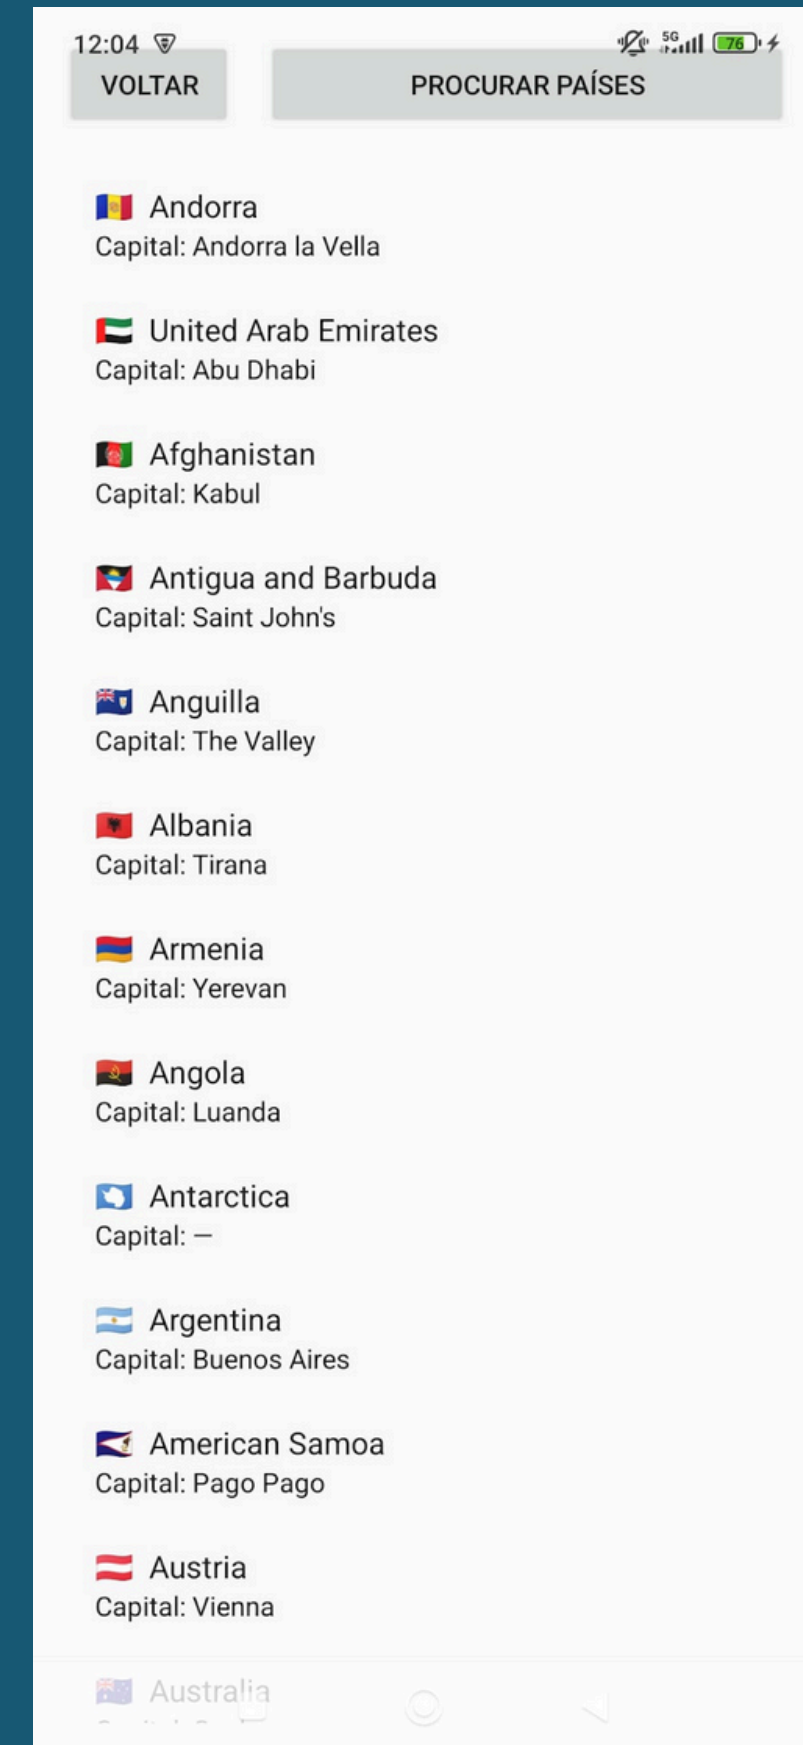 12:04
5G
76
VOLTAR
PROCURAR PAÍSES
Andorra
Capital: Andorra la Vella
United Arab Emirates
Capital: Abu Dhabi
Afghanistan
Capital: Kabul
Antigua and Barbuda
Capital: Saint John's
Anguilla
Capital: The Valley
Albania
Capital: Tirana
Armenia
Capital: Yerevan
Angola
Capital: Luanda
Antarctica
Capital: —
Argentina
Capital: Buenos Aires
American Samoa
Capital: Pago Pago
Austria
Capital: Vienna
Australia